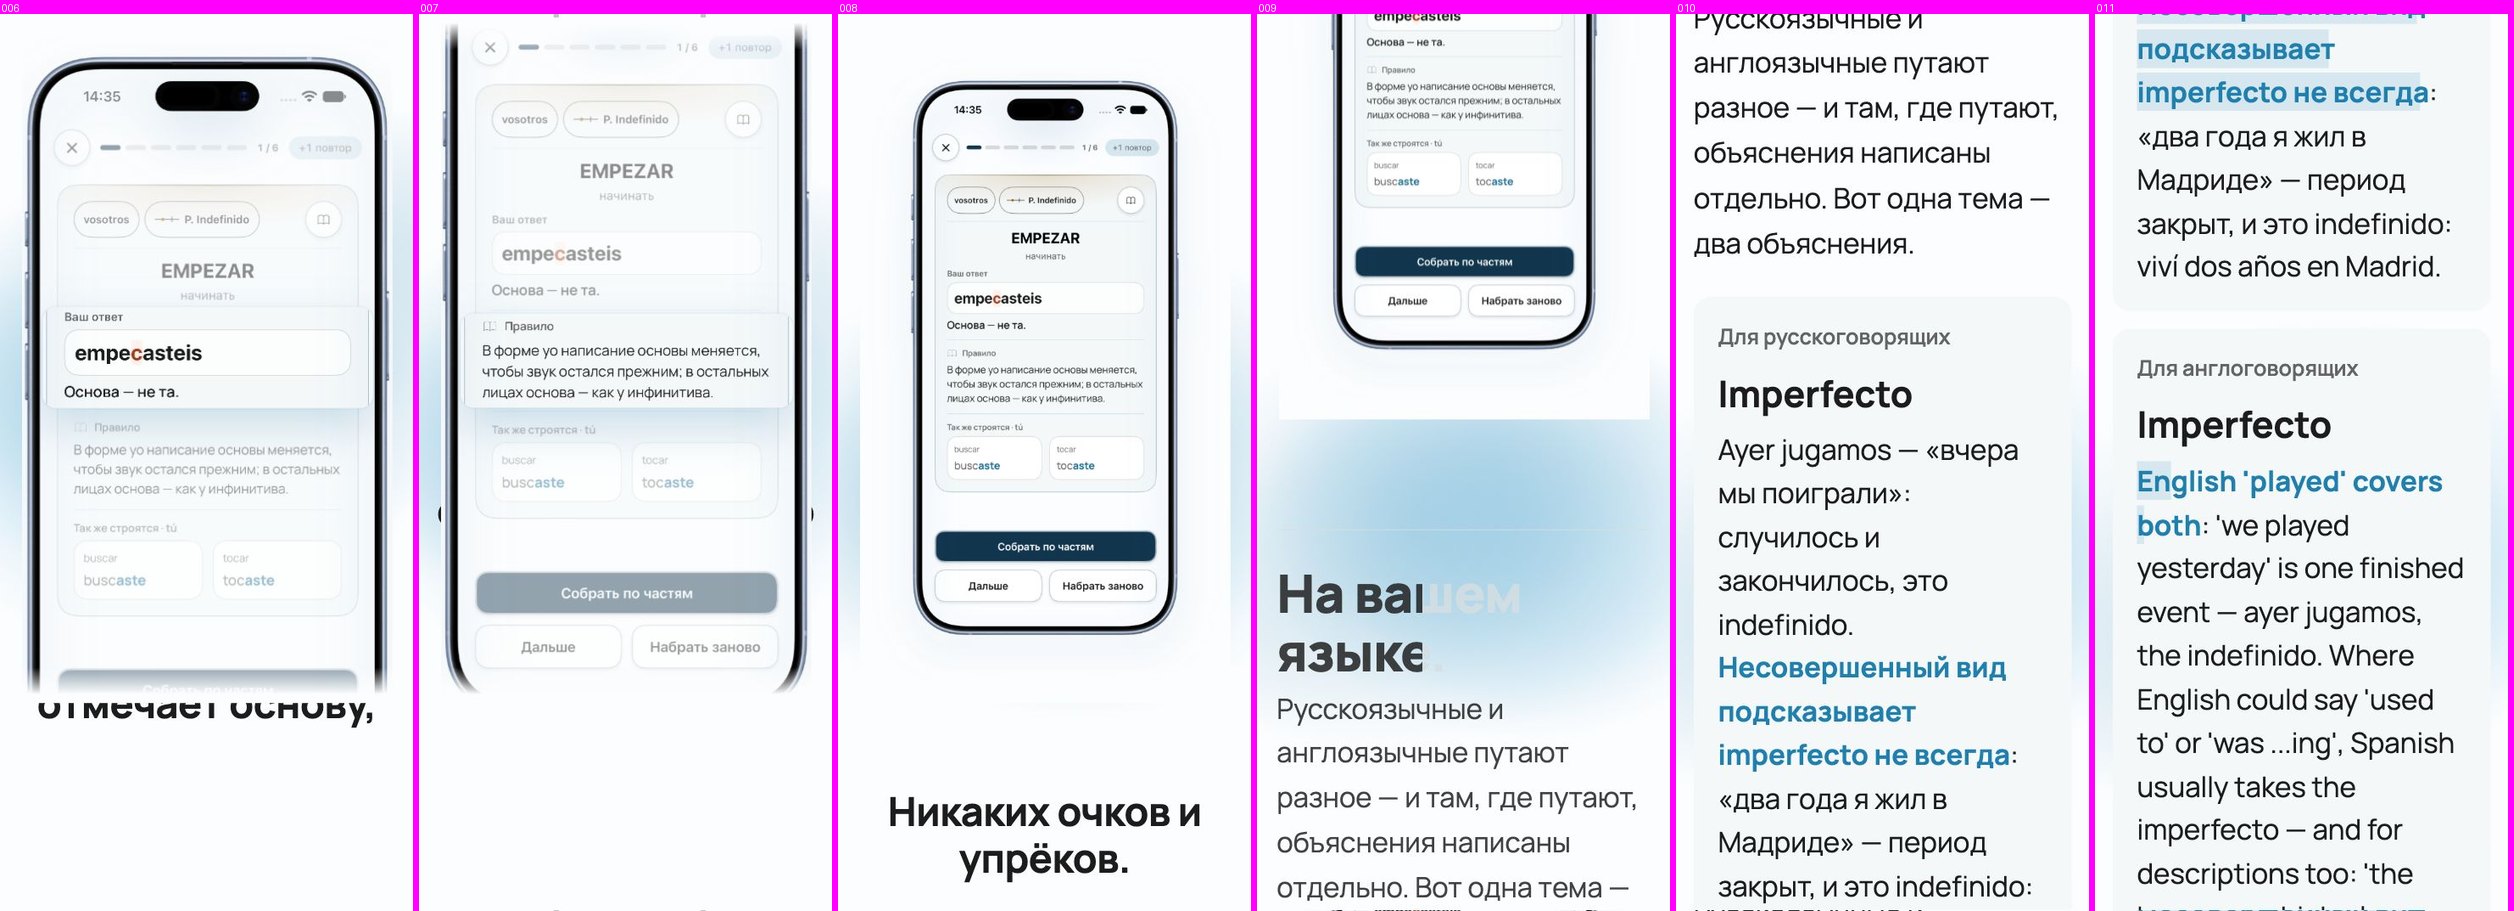 006
14:35
1 / 6
+1 повтор
vosotros
P. Indefinido
EMPEZAR
начинать
Ваш ответ
empecasteis
Основа — не та.
Правило
В форме yo написание основы меняется,
чтобы звук остался прежним; в остальных
лицах основа — как у инфинитива.
Так же строятся · tú
buscar
tocar
buscaste
tocaste
Собрать по частям
отмечает основу,
007
1 / 6
+1 повтор
vosotros
P. Indefinido
EMPEZAR
начинать
Ваш ответ
empecasteis
Основа — не та.
Правило
В форме yo написание основы меняется,
чтобы звук остался прежним; в остальных
лицах основа — как у инфинитива.
Так же строятся · tú
buscar
tocar
buscaste
tocaste
Собрать по частям
Дальше
Набрать заново
008
14:35
1 / 6
+1 повтор
vosotros
P. Indefinido
EMPEZAR
начинать
Ваш ответ
empecasteis
Основа — не та.
Правило
В форме yo написание основы меняется,
чтобы звук остался прежним; в остальных
лицах основа — как у инфинитива.
Так же строятся · tú
buscar
tocar
buscaste
tocaste
Собрать по частям
Дальше
Набрать заново
Никаких очков и
упрёков.
009
empecasteis
Основа — не та.
Правило
В форме yo написание основы меняется,
чтобы звук остался прежним; в остальных
лицах основа — как у инфинитива.
Так же строятся · tú
buscar
tocar
buscaste
tocaste
Собрать по частям
Дальше
Набрать заново
На вашем
языке.
Русскоязычные и
англоязычные путают
разное — и там, где путают,
объяснения написаны
отдельно. Вот одна тема —
010
Русскоязычные и
англоязычные путают
разное — и там, где путают,
объяснения написаны
отдельно. Вот одна тема —
два объяснения.
Для русскоговорящих
Imperfecto
Ayer jugamos — «вчера
мы поиграли»:
случилось и
закончилось, это
indefinido.
Несовершенный вид
подсказывает
imperfecto не всегда:
«два года я жил в
Мадриде» — период
закрыт, и это indefinido:
011
Несовершенный вид
подсказывает
imperfecto не всегда:
«два года я жил в
Мадриде» — период
закрыт, и это indefinido:
viví dos años en Madrid.
Для англоговорящих
Imperfecto
English 'played' covers
both: 'we played
yesterday' is one finished
event — ayer jugamos,
the indefinido. Where
English could say 'used
to' or 'was ...ing', Spanish
usually takes the
imperfecto — and for
descriptions too: 'the